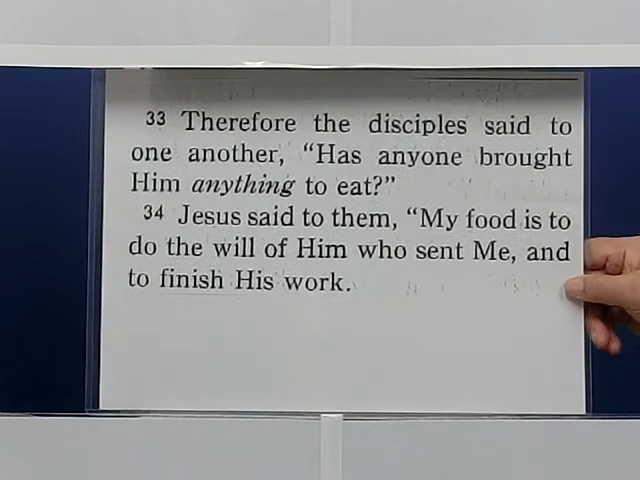 33 Therefore the disciples said to
one another, “Has anyone brought
Him anything to eat?”
34 Jesus said to them, “My food is to
do the will of Him who sent Me, and
to finish His work.